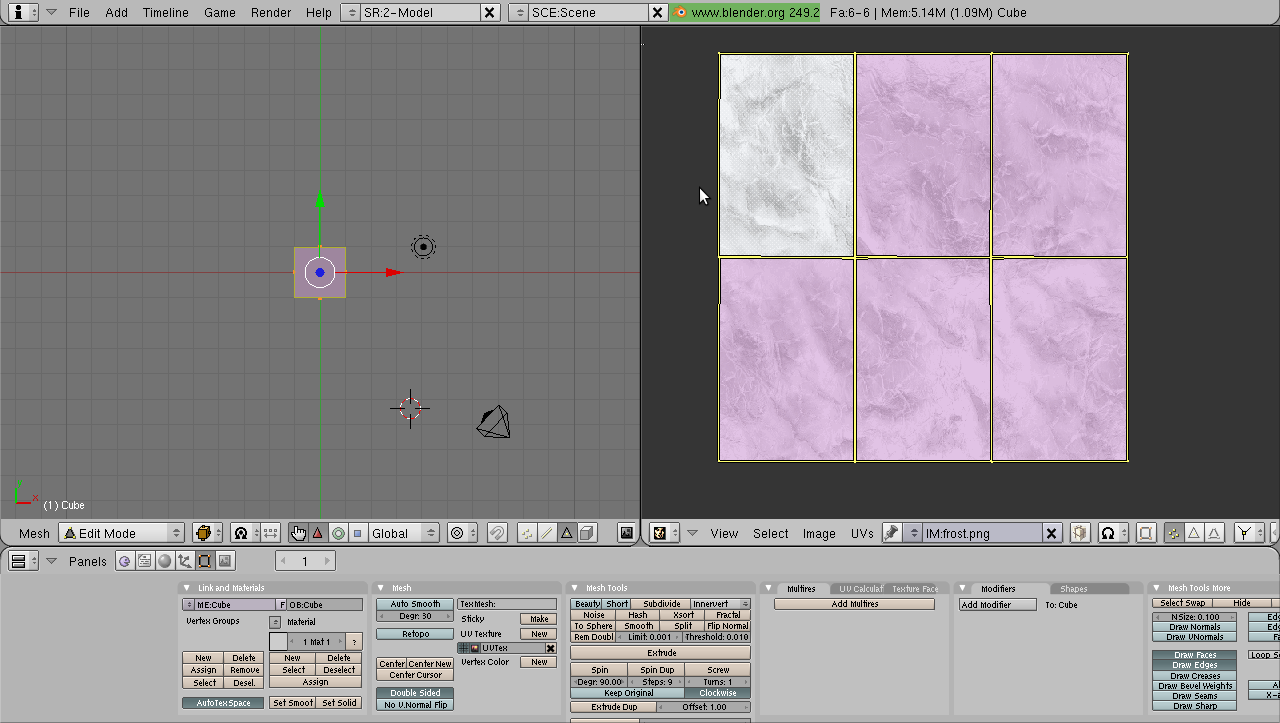 File Add Timeline Game Render Help SR:2-Model SCE:Scene www.blender.org 249.2 Fa:6-6 | Mem:5.14M (1.09M) Cube
Y
X
(1) Cube
Mesh Edit Mode Global View Select Image UVs IM:frost.png
Panels 1
Link and Materials
ME:Cube F OB:Cube
Vertex Groups Material
1 Mat 1 ?
New Delete New Delete
Assign Remove Select Deselect
Select Desel. Assign
AutoTexSpace Set Smoot Set Solid
Mesh
Auto Smooth TexMesh:
Degr: 30 Sticky Make
Retopo UV Texture New
UVTex
Center Center New Vertex Color New
Center Cursor
Double Sided
No V.Normal Flip
Mesh Tools
Beauty Short Subdivide Innervert
Noise Hash Xsort Fractal
To Sphere Smooth Split Flip Normal
Rem Doubl Limit: 0.001 Threshold: 0.010
Extrude
Spin Spin Dup Screw
Degr: 90.00 Steps: 9 Turns: 1
Keep Original Clockwise
Extrude Dup Offset: 1.00
Multires UV Calculat Texture Face
Add Multires
Modifiers Shapes
Add Modifier To: Cube
Mesh Tools More
Select Swap Hide
NSize: 0.100
Draw Normals
Draw VNormals
Draw Faces
Draw Edges
Draw Creases
Draw Bevel Weights
Draw Seams
Draw Sharp